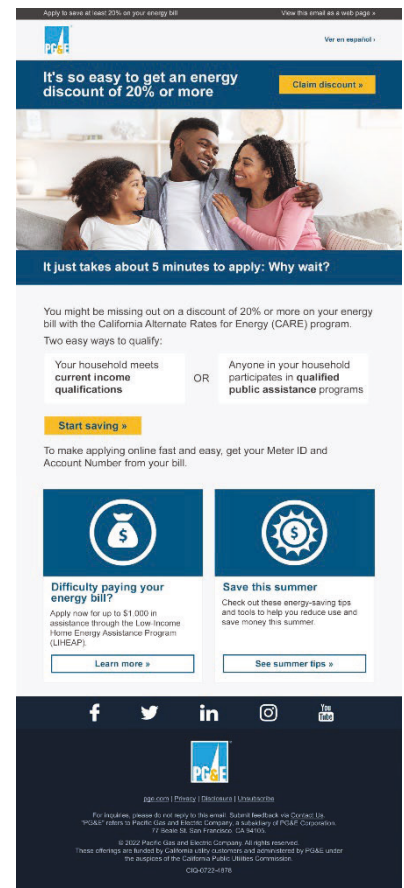 Apply to save at least 20% on your energy bill
View this email as a web page »
PG&E
Ver en español ›
It's so easy to get an energy
discount of 20% or more
Claim discount »
It just takes about 5 minutes to apply: Why wait?
You might be missing out on a discount of 20% or more on your energy
bill with the California Alternate Rates for Energy (CARE) program.
Two easy ways to qualify:
Your household meets
current income
qualifications
OR
Anyone in your household
participates in qualified
public assistance programs
Start saving »
To make applying online fast and easy, get your Meter ID and
Account Number from your bill.
$
Difficulty paying your
energy bill?
Apply now for up to $1,000 in
assistance through the Low-Income
Home Energy Assistance Program
(LIHEAP).
Learn more »
$
Save this summer
Check out these energy-saving tips
and tools to help you reduce use and
save money this summer.
See summer tips »
f
in
You
Tube
PG&E
pge.com | Privacy | Disclosure | Unsubscribe
For inquiries, please do not reply to this email. Submit feedback via Contact Us.
"PG&E" refers to Pacific Gas and Electric Company, a subsidiary of PG&E Corporation.
77 Beale St. San Francisco, CA 94105.
© 2022 Pacific Gas and Electric Company. All rights reserved.
These offerings are funded by California utility customers and administered by PG&E under
the auspices of the California Public Utilities Commission.
CIQ-0722-4876